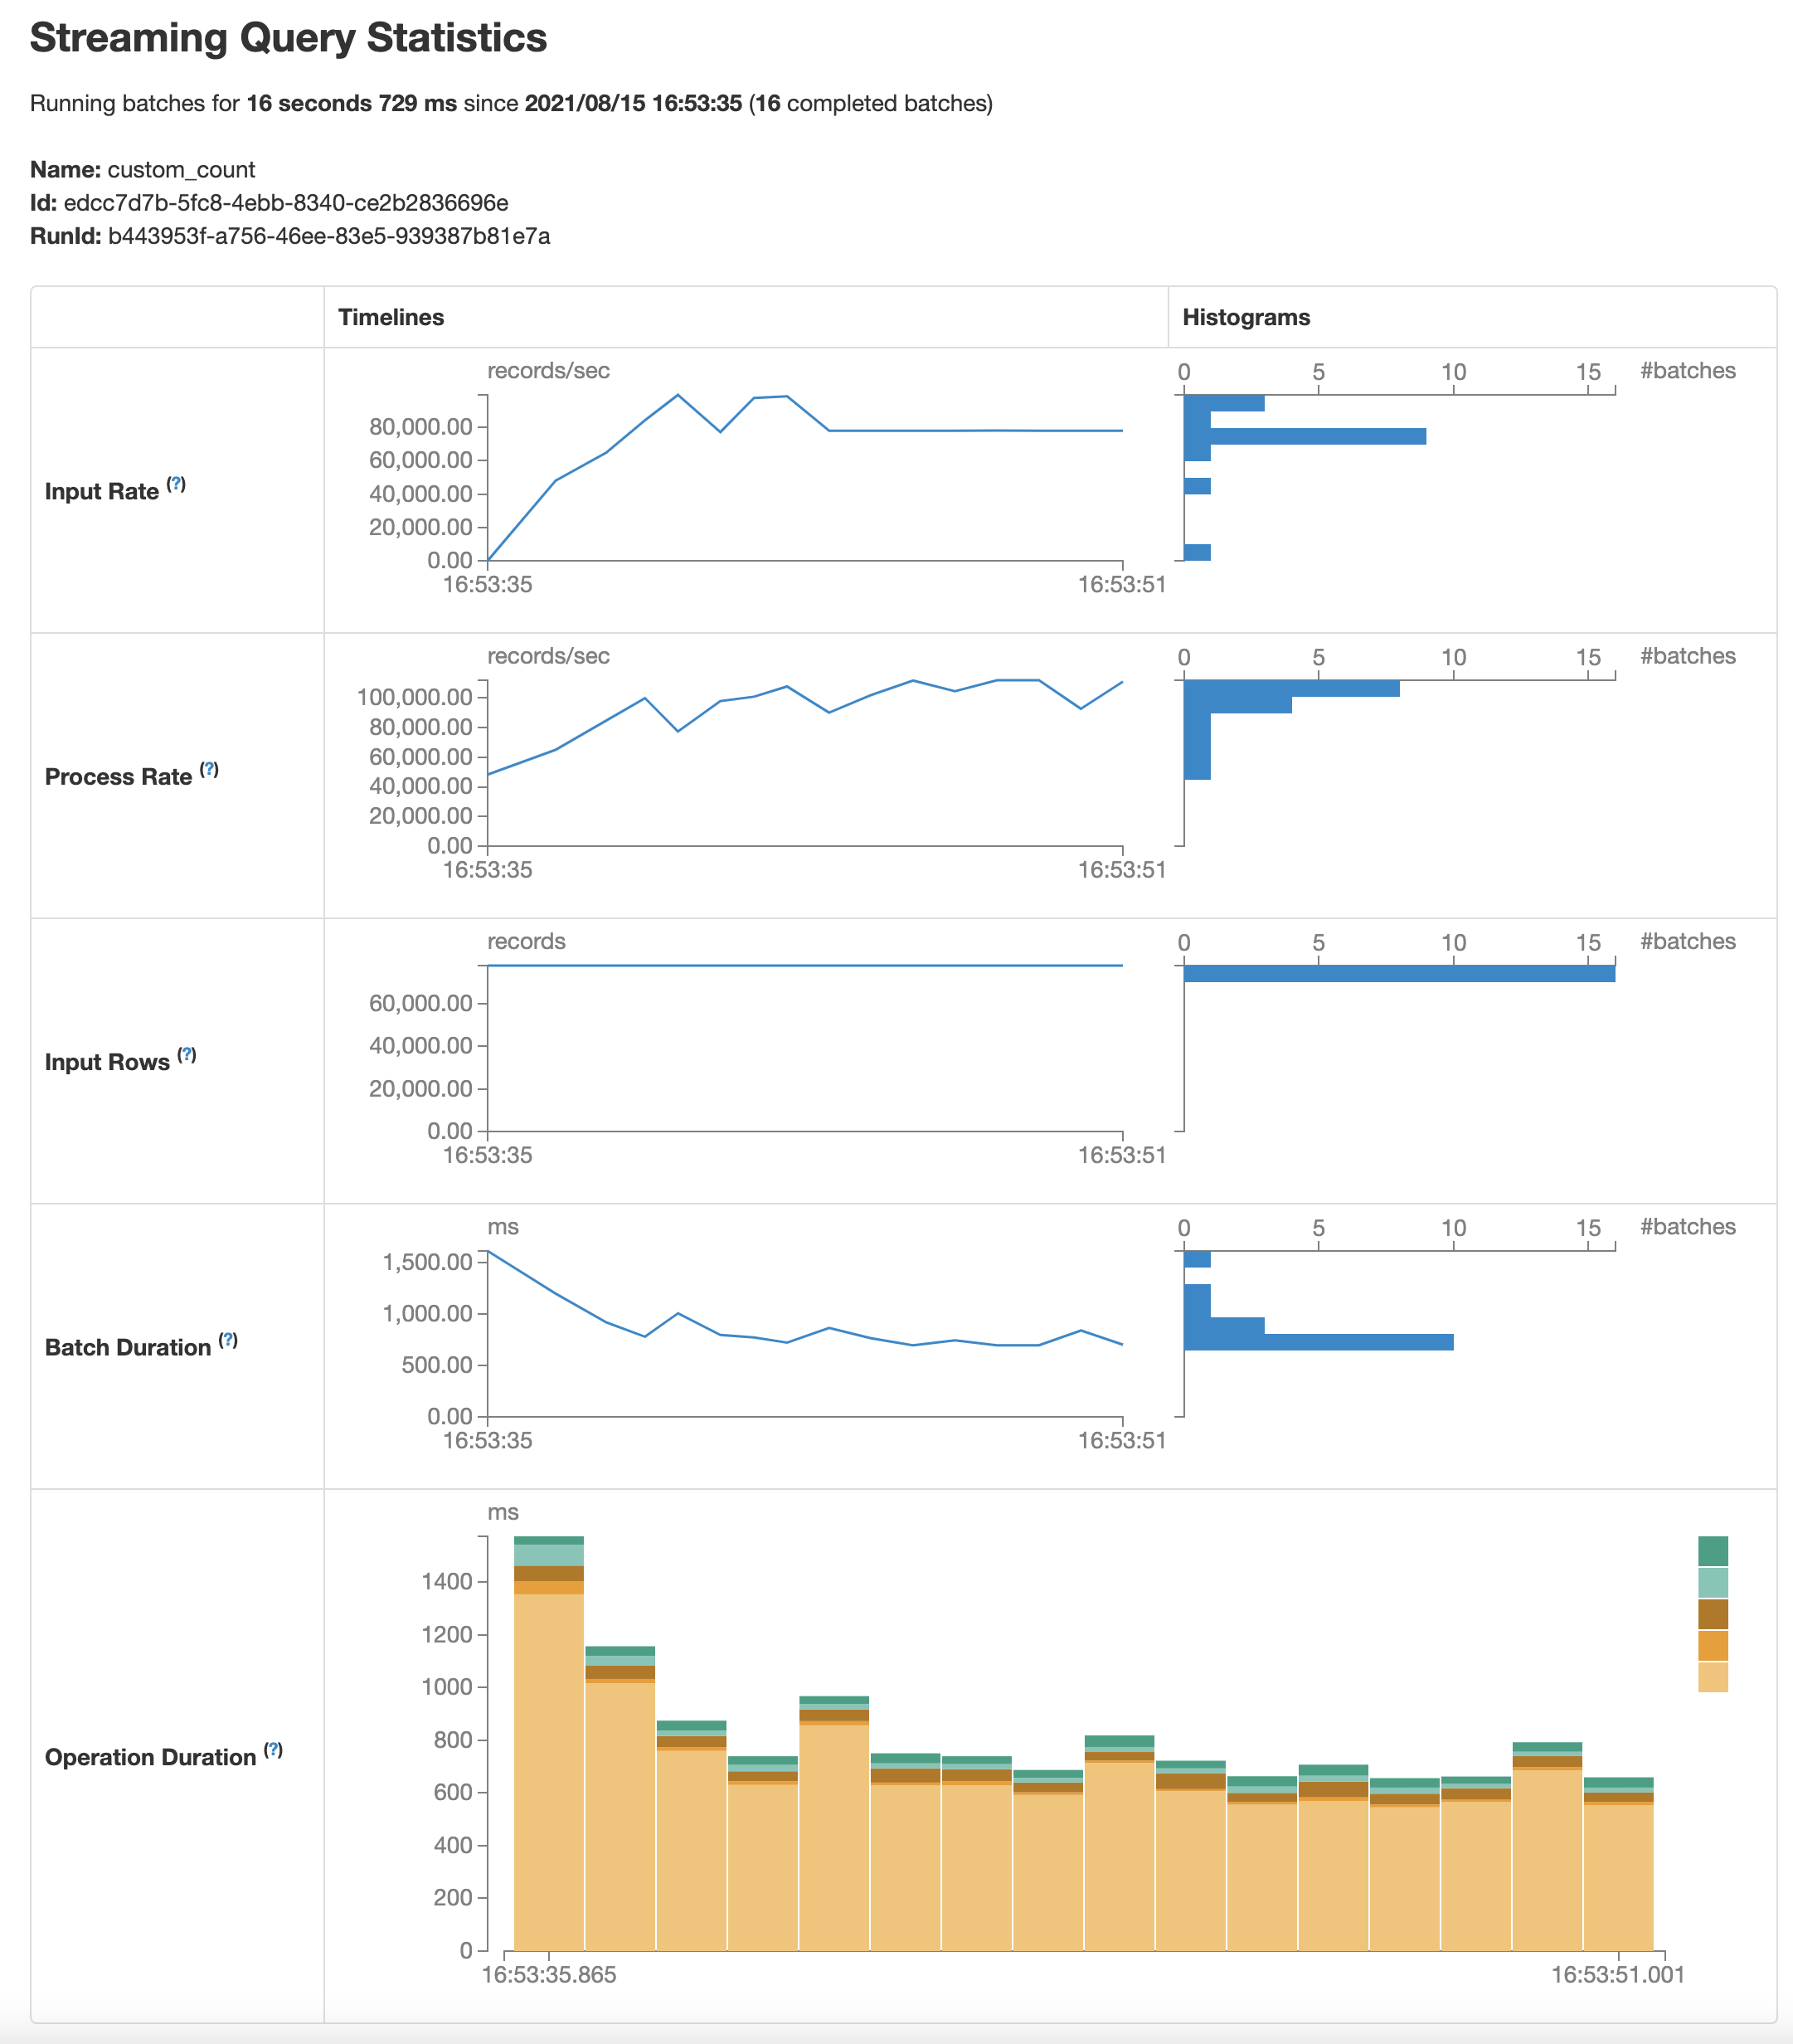 Streaming Query Statistics
Running batches for 16 seconds 729 ms since 2021/08/15 16:53:35 (16 completed batches)
Name: custom_count
Id: edcc7d7b-5fc8-4ebb-8340-ce2b2836696e
RunId: b443953f-a756-46ee-83e5-939387b81e7a
Timelines Histograms
Input Rate (?)
records/sec
80,000.00
60,000.00
40,000.00
20,000.00
0.00
16:53:35 16:53:51
0 5 10 15 #batches
Process Rate (?)
records/sec
100,000.00
80,000.00
60,000.00
40,000.00
20,000.00
0.00
16:53:35 16:53:51
0 5 10 15 #batches
Input Rows (?)
records
60,000.00
40,000.00
20,000.00
0.00
16:53:35 16:53:51
0 5 10 15 #batches
Batch Duration (?)
ms
1,500.00
1,000.00
500.00
0.00
16:53:35 16:53:51
0 5 10 15 #batches
Operation Duration (?)
ms
1400
1200
1000
800
600
400
200
0
16:53:35.865 16:53:51.001